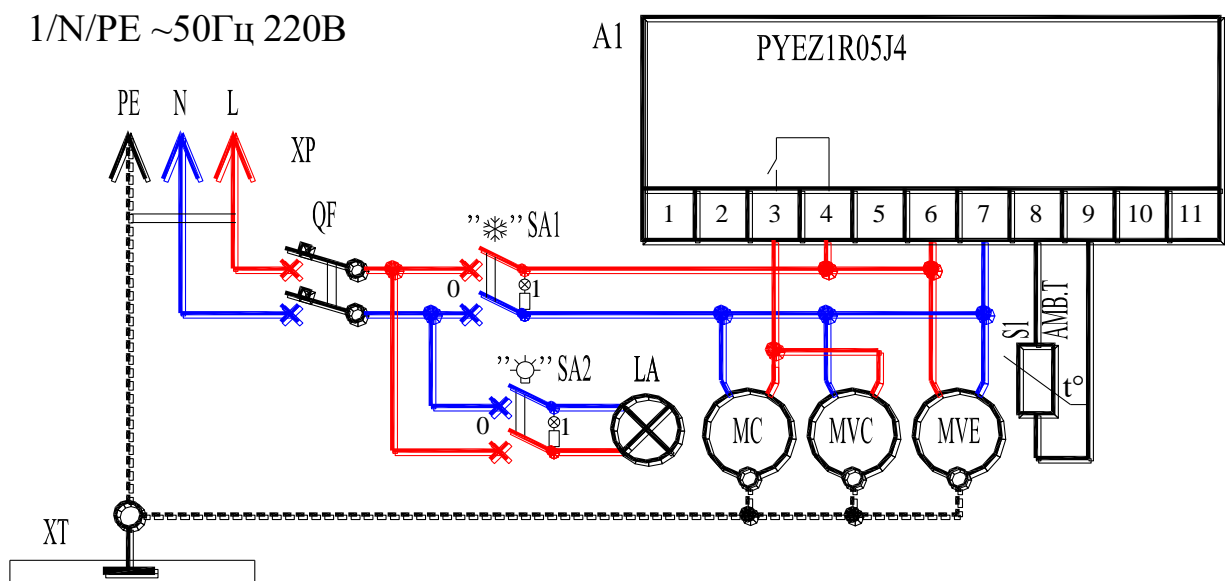 1/N/PE ~50Гц 220В
A1
PYEZ1R05J4
PE N L
XP
1 2 3 4 5 6 7 8 9 10 11
QF
”❄” SA1
0 1
S1
AMB.T
t°
”” SA2
LA
0 1
MC MVC MVE
XT